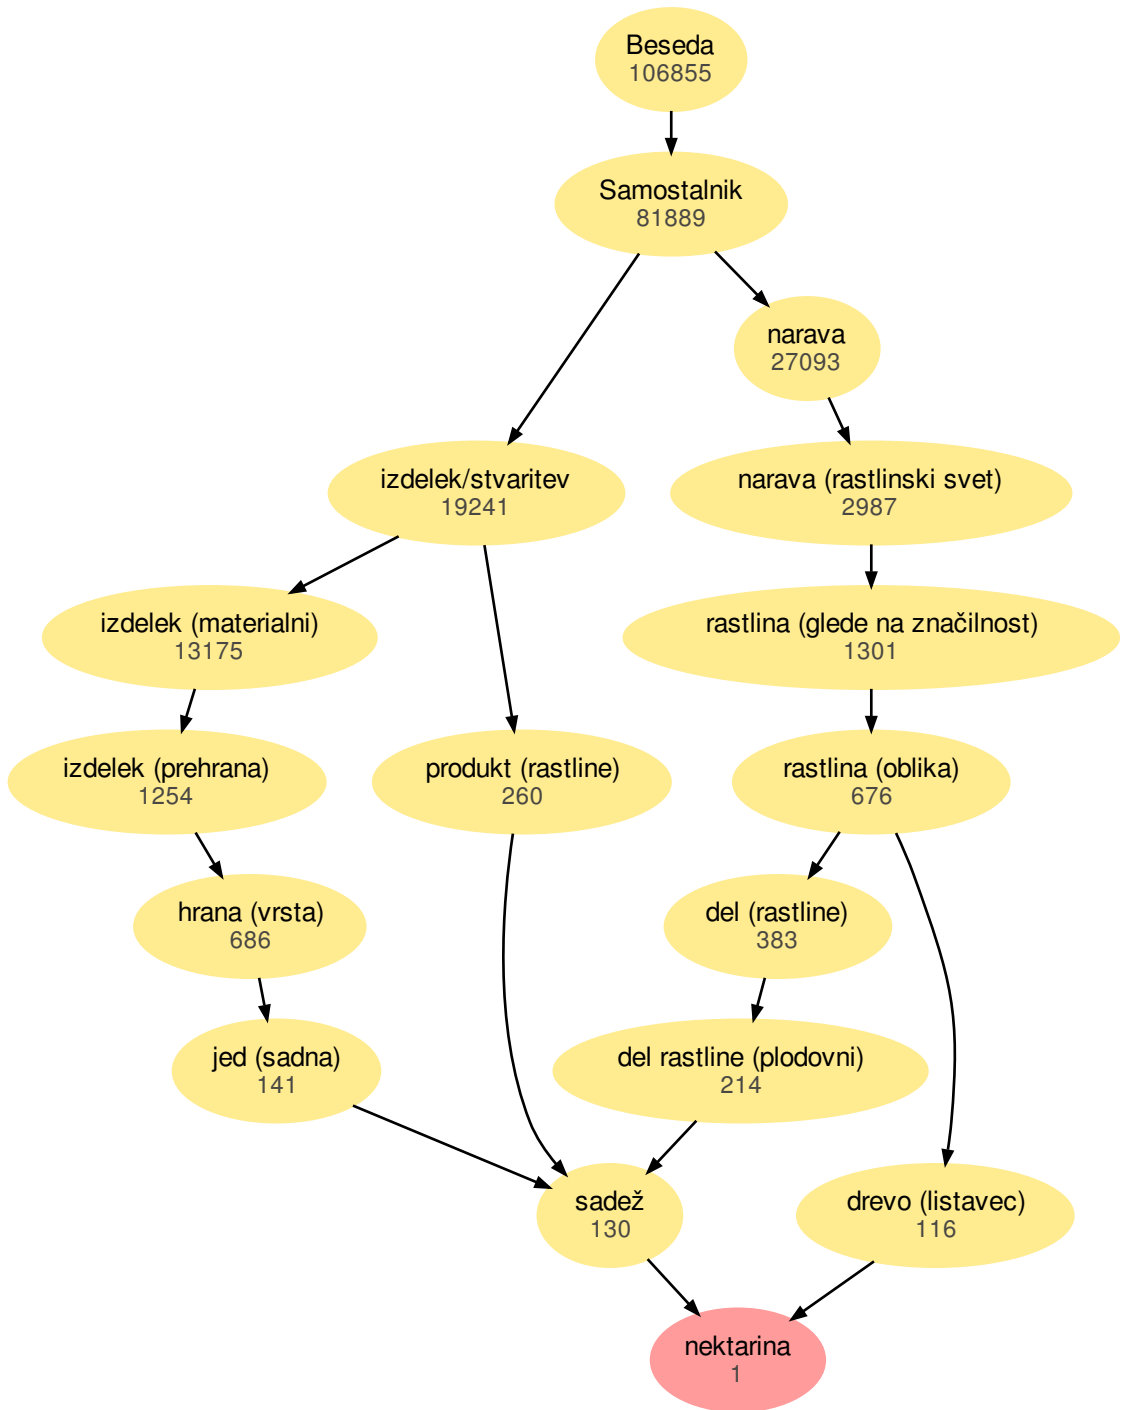 Beseda
106855
Samostalnik
81889
narava
27093
izdelek/stvaritev
19241
narava (rastlinski svet)
2987
izdelek (materialni)
13175
rastlina (glede na značilnost)
1301
izdelek (prehrana)
1254
produkt (rastline)
260
rastlina (oblika)
676
hrana (vrsta)
686
del (rastline)
383
jed (sadna)
141
del rastline (plodovni)
214
sadež
130
drevo (listavec)
116
nektarina
1